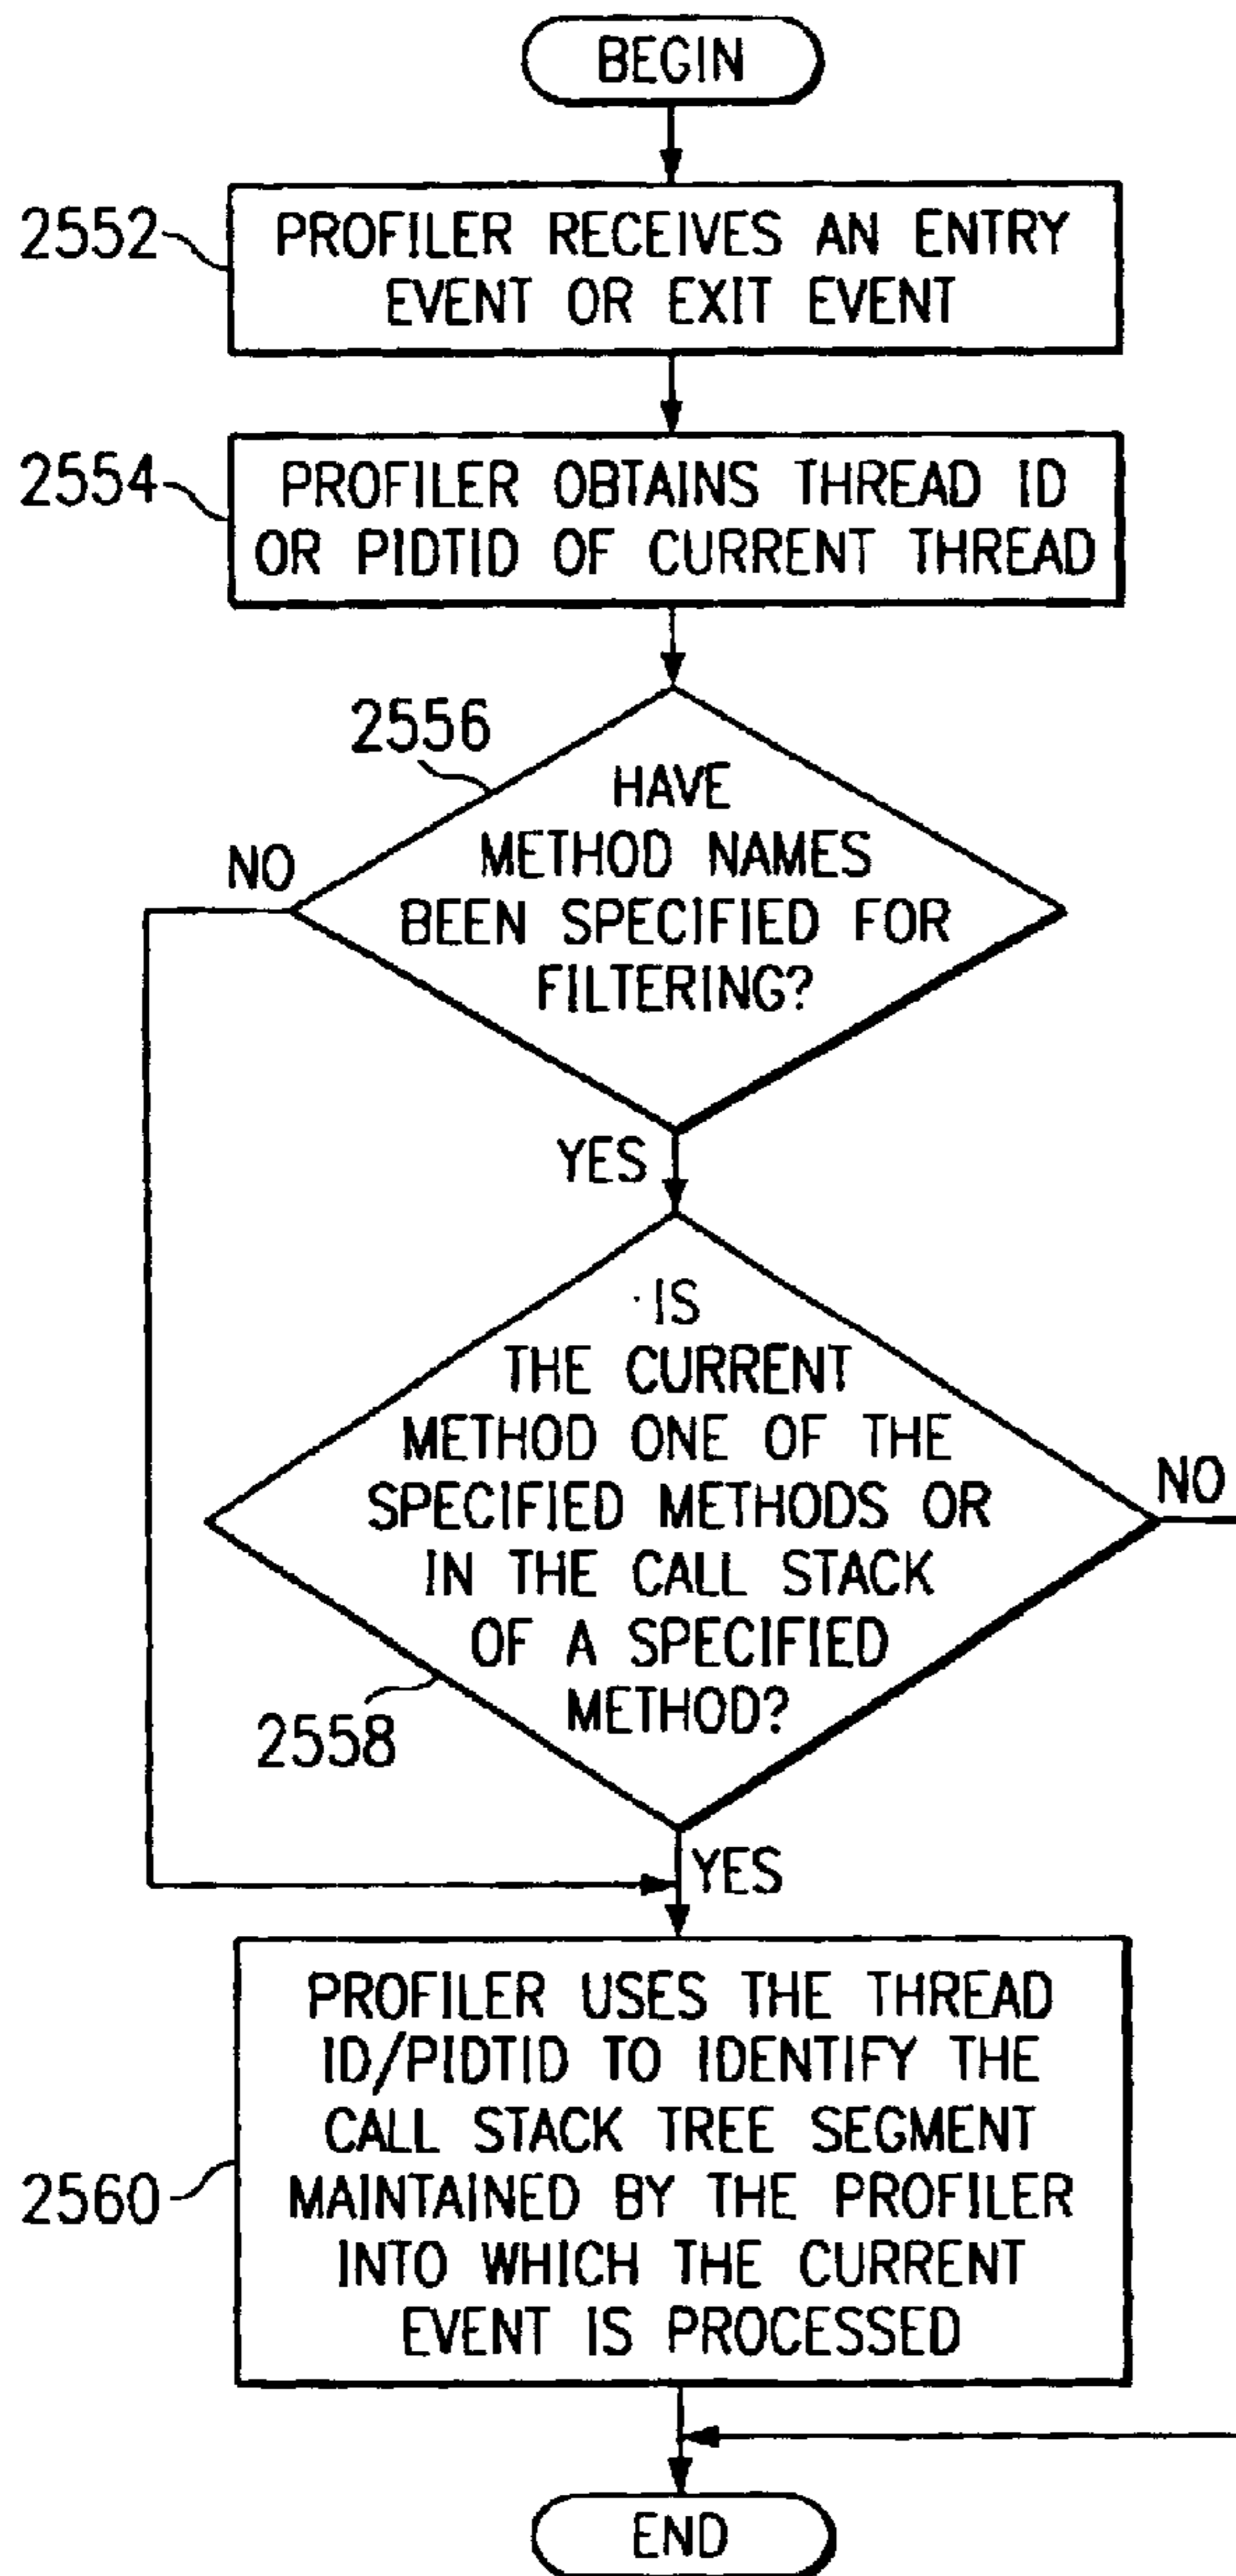 BEGIN
2552
PROFILER RECEIVES AN ENTRY
EVENT OR EXIT EVENT
2554
PROFILER OBTAINS THREAD ID
OR PIDTID OF CURRENT THREAD
2556
HAVE
METHOD NAMES
BEEN SPECIFIED FOR
FILTERING?
NO
YES
IS
THE CURRENT
METHOD ONE OF THE
SPECIFIED METHODS OR
IN THE CALL STACK
OF A SPECIFIED
METHOD?
NO
2558
YES
PROFILER USES THE THREAD
ID/PIDTID TO IDENTIFY THE
CALL STACK TREE SEGMENT
MAINTAINED BY THE PROFILER
INTO WHICH THE CURRENT
EVENT IS PROCESSED
2560
END